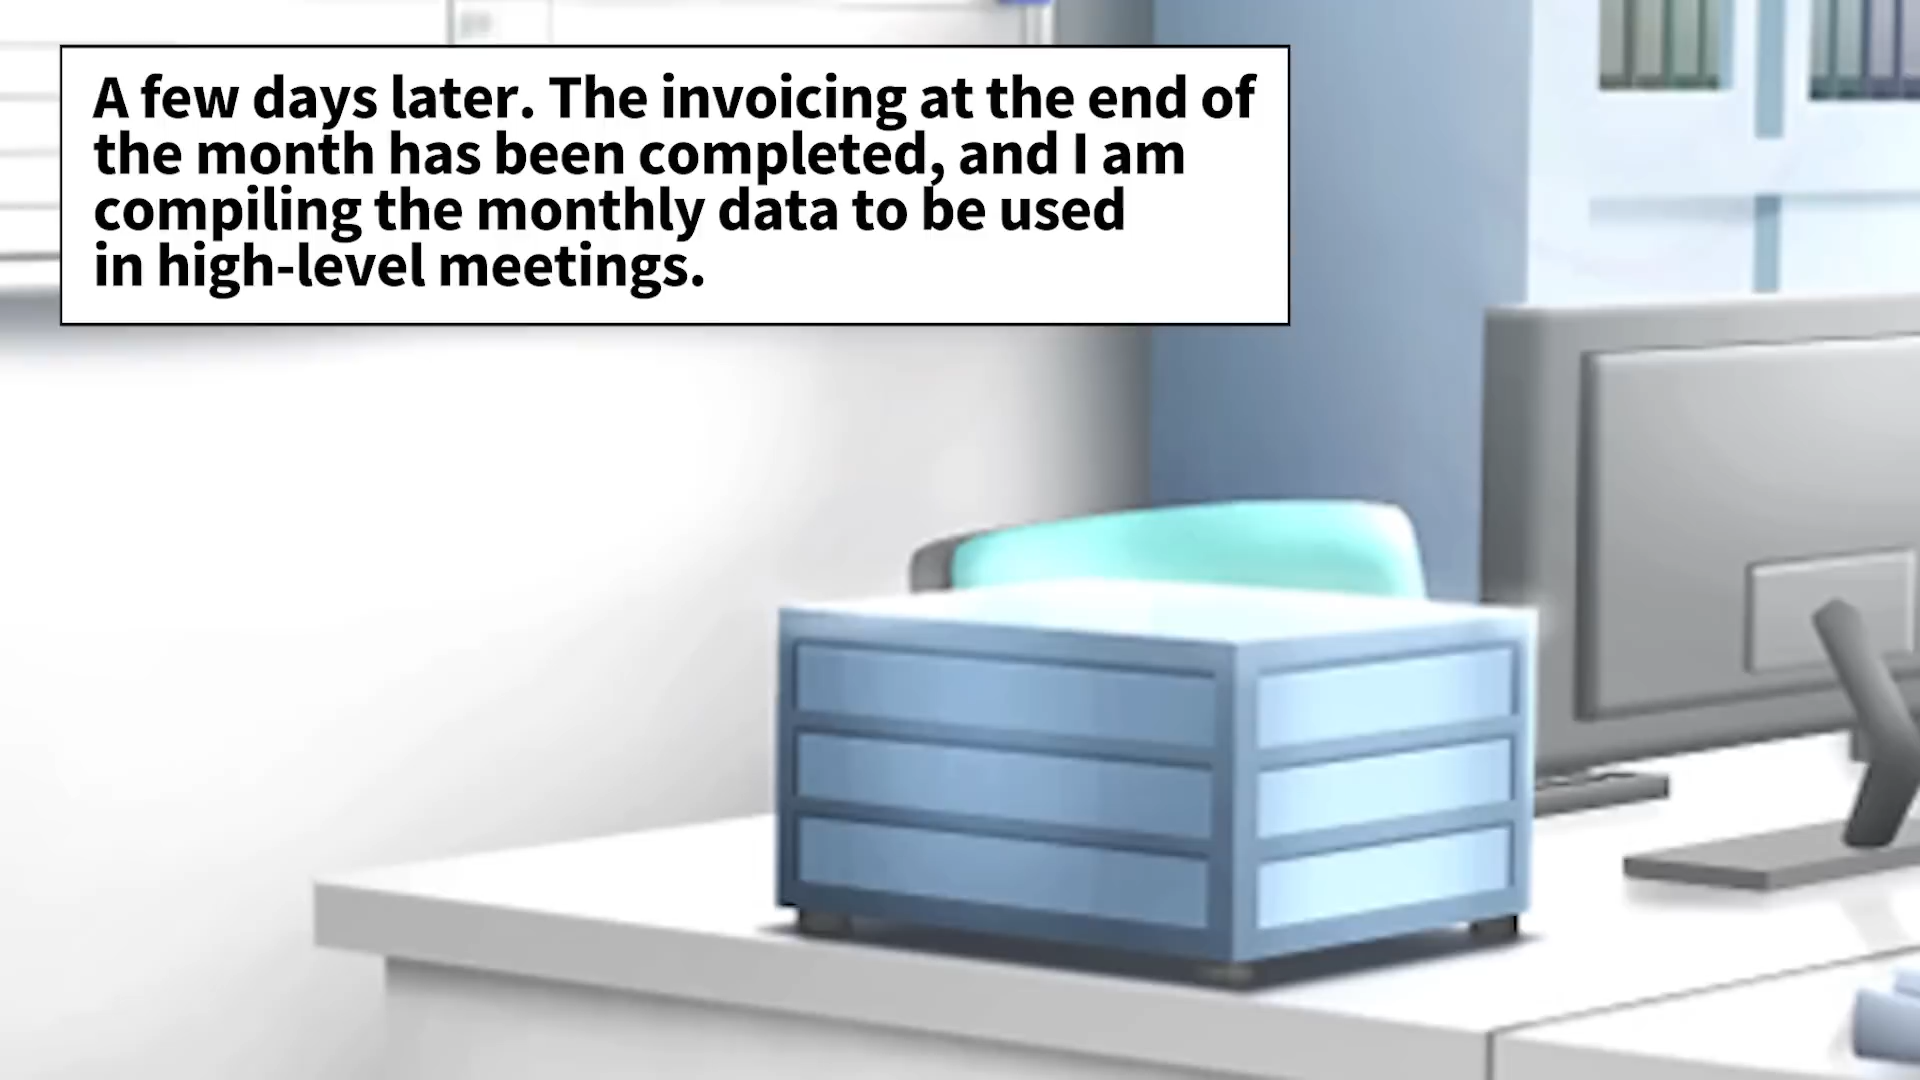 A few days later. The invoicing at the end of
the month has been completed, and I am
compiling the monthly data to be used
in high-level meetings.